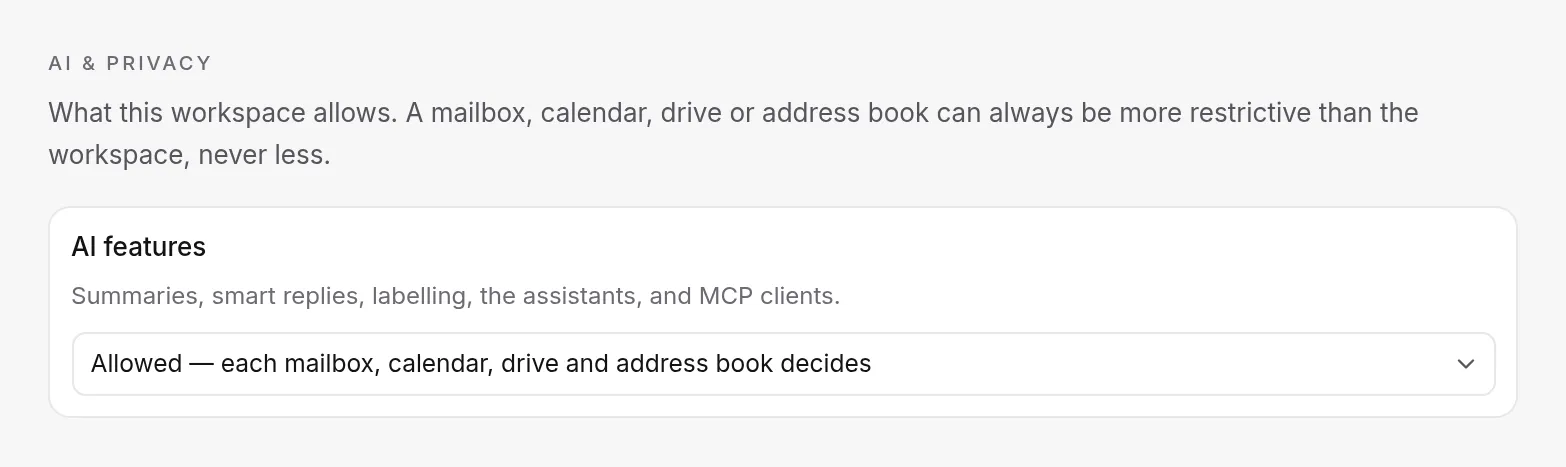 AI & PRIVACY
What this workspace allows. A mailbox, calendar, drive or address book can always be more restrictive than the
workspace, never less.
AI features
Summaries, smart replies, labelling, the assistants, and MCP clients.
Allowed — each mailbox, calendar, drive and address book decides